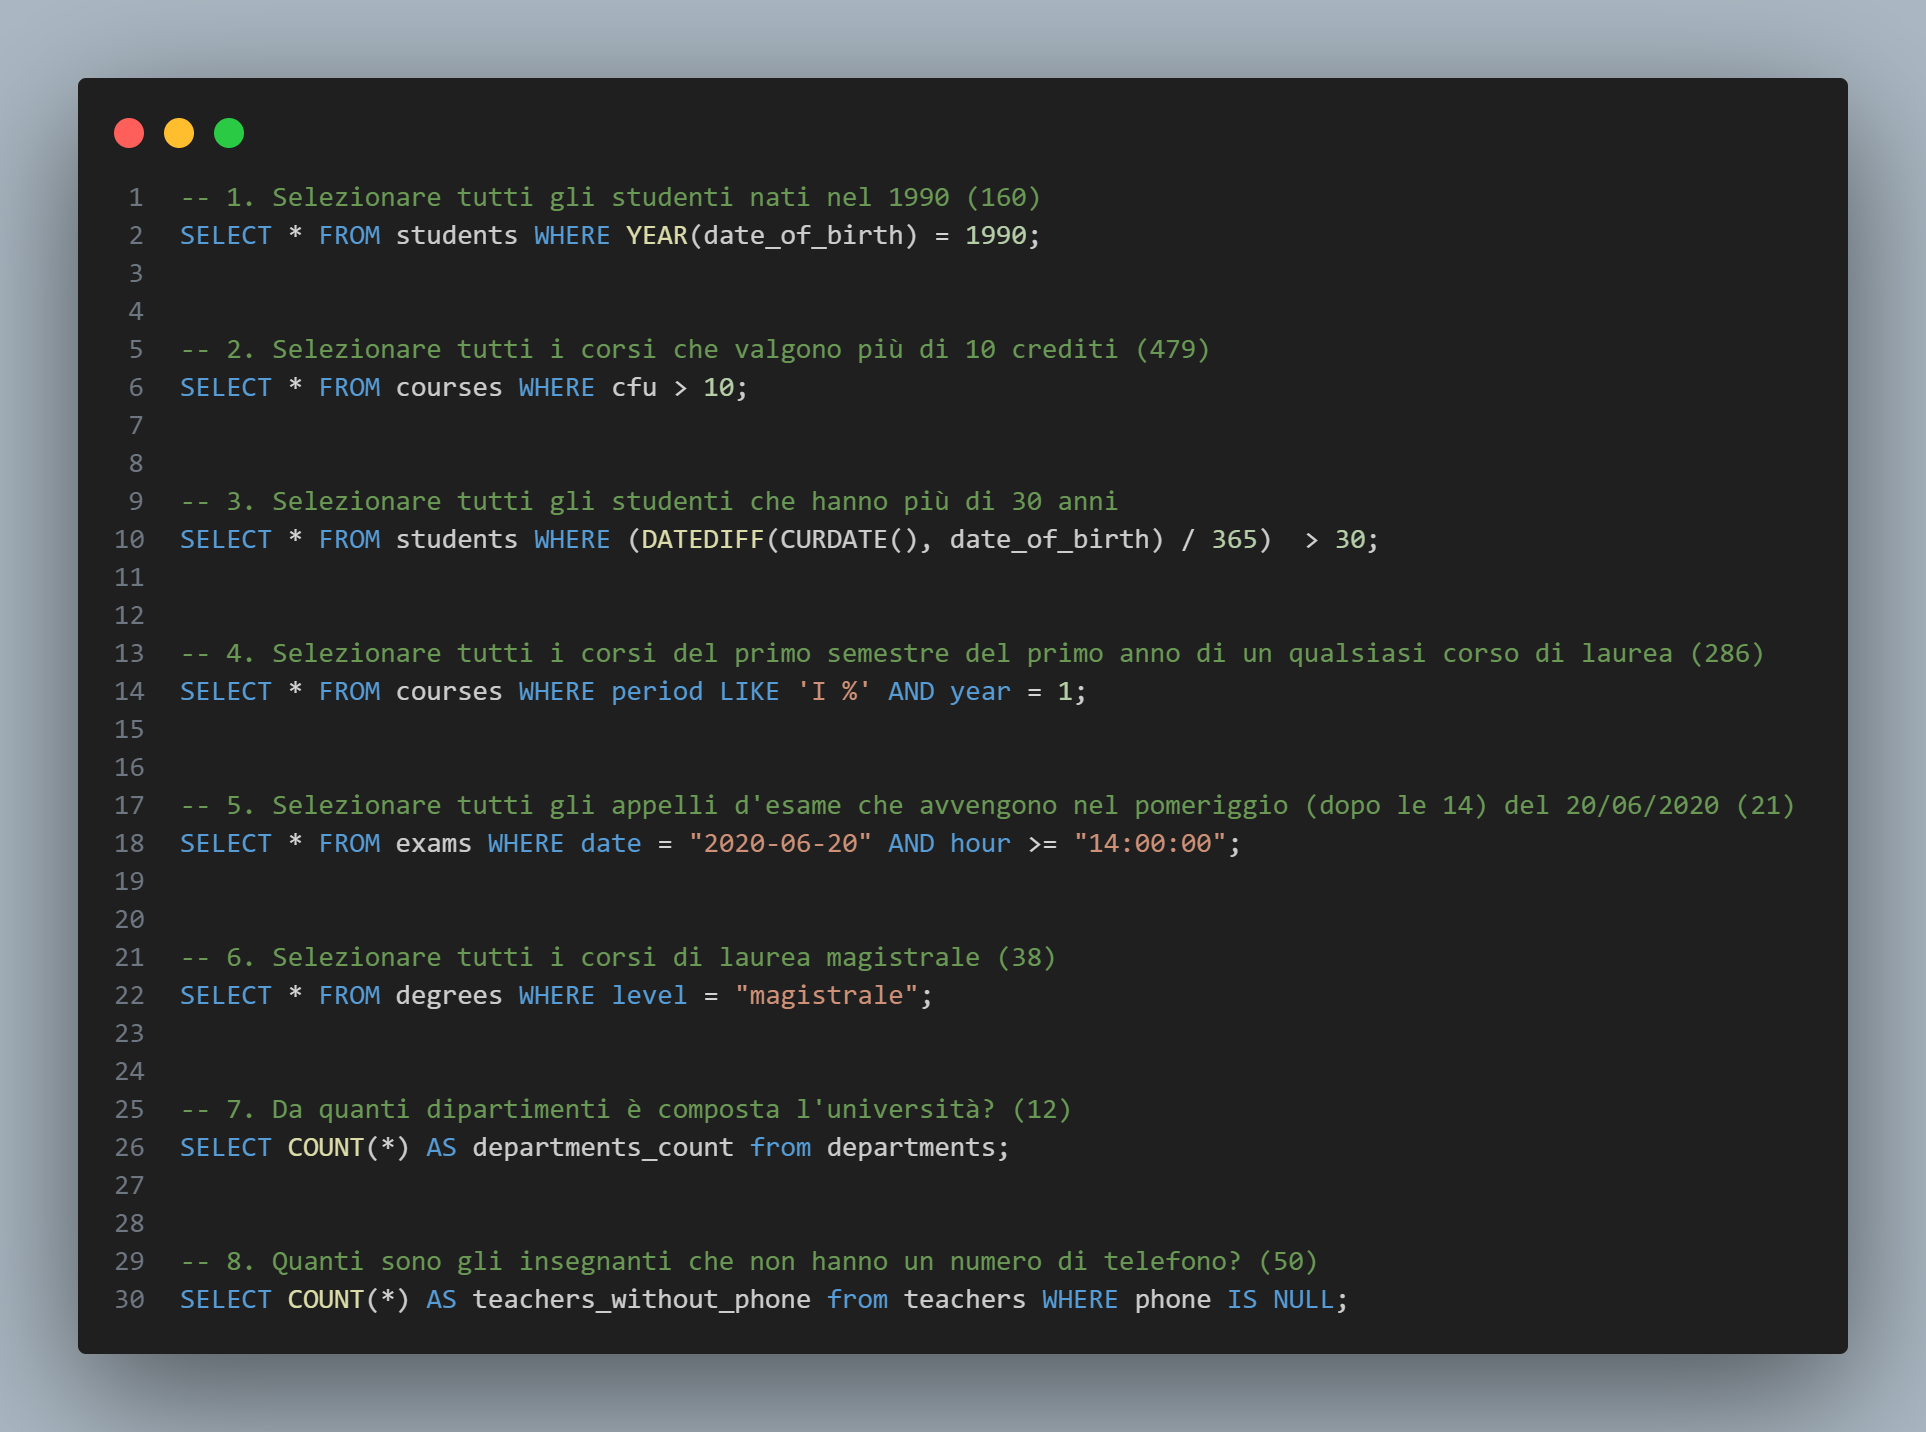 1 -- 1. Selezionare tutti gli studenti nati nel 1990 (160)
2 SELECT * FROM students WHERE YEAR(date_of_birth) = 1990;
3
4
5 -- 2. Selezionare tutti i corsi che valgono più di 10 crediti (479)
6 SELECT * FROM courses WHERE cfu > 10;
7
8
9 -- 3. Selezionare tutti gli studenti che hanno più di 30 anni
10 SELECT * FROM students WHERE (DATEDIFF(CURDATE(), date_of_birth) / 365)  > 30;
11
12
13 -- 4. Selezionare tutti i corsi del primo semestre del primo anno di un qualsiasi corso di laurea (286)
14 SELECT * FROM courses WHERE period LIKE 'I %' AND year = 1;
15
16
17 -- 5. Selezionare tutti gli appelli d'esame che avvengono nel pomeriggio (dopo le 14) del 20/06/2020 (21)
18 SELECT * FROM exams WHERE date = "2020-06-20" AND hour >= "14:00:00";
19
20
21 -- 6. Selezionare tutti i corsi di laurea magistrale (38)
22 SELECT * FROM degrees WHERE level = "magistrale";
23
24
25 -- 7. Da quanti dipartimenti è composta l'università? (12)
26 SELECT COUNT(*) AS departments_count from departments;
27
28
29 -- 8. Quanti sono gli insegnanti che non hanno un numero di telefono? (50)
30 SELECT COUNT(*) AS teachers_without_phone from teachers WHERE phone IS NULL;